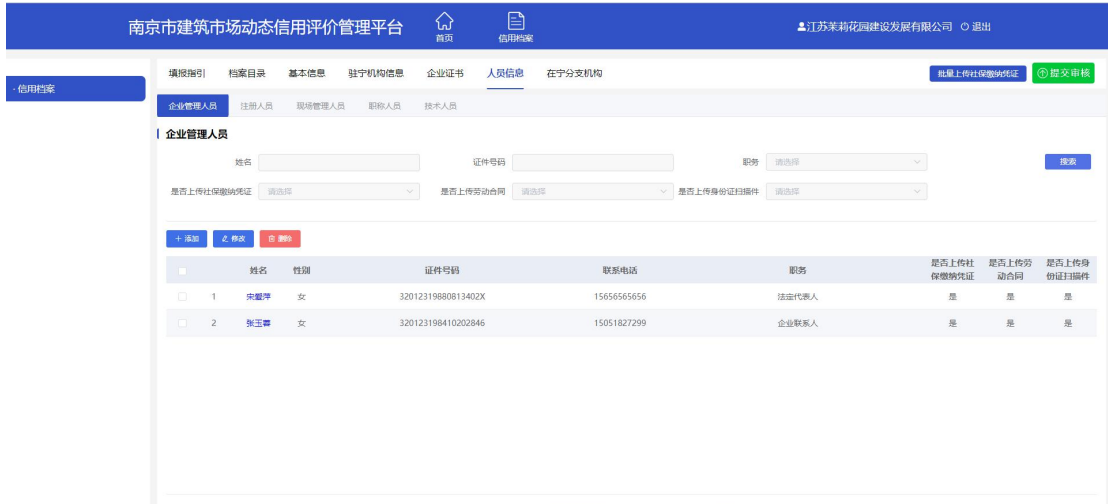 南京市建筑市场动态信用评价管理平台
首页
信用档案
江苏茉莉花园建设发展有限公司 退出
· 信用档案
填报指引 档案目录 基本信息 驻宁机构信息 企业证书 人员信息 在宁分支机构 批量上传社保缴纳凭证 提交审核
企业管理人员 注册人员 现场管理人员 职称人员 技术人员
企业管理人员
姓名 证件号码 职务 请选择 搜索
是否上传社保缴纳凭证 请选择 是否上传劳动合同 请选择 是否上传身份证扫描件 请选择
+ 添加 修改 删除
姓名 性别 证件号码 联系电话 职务 是否上传社保缴纳凭证 是否上传劳动合同 是否上传身份证扫描件
1 女 32012319880813402X 15656565656 法定代表人 是 是 是
2 女 320123198410202846 15051827299 企业联系人 是 是 是